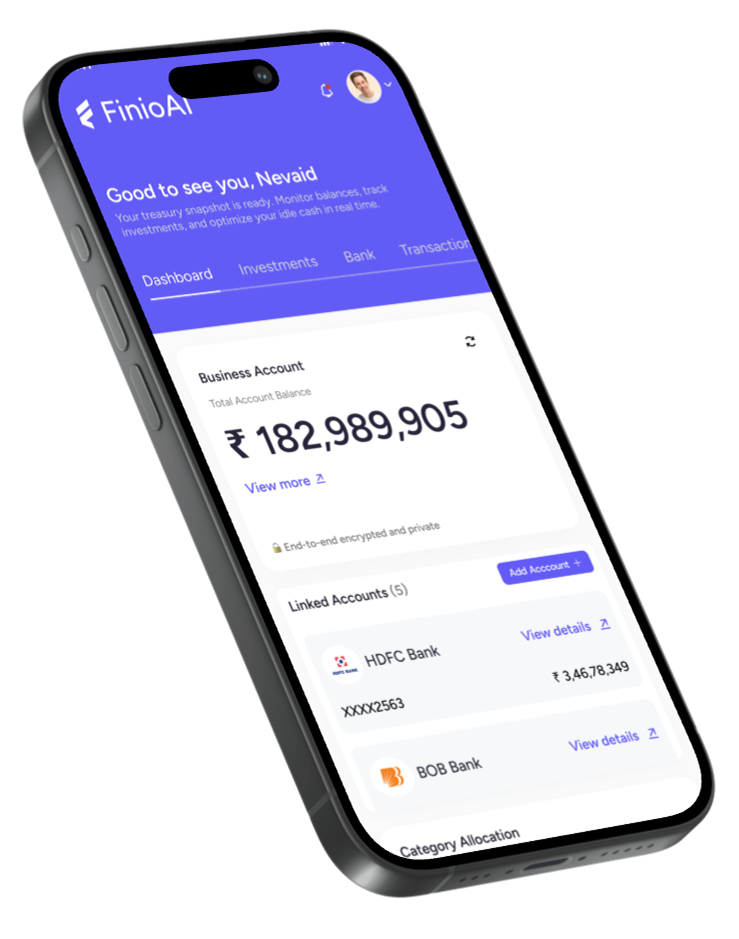 FinioAI
Good to see you, Nevaid
Your treasury snapshot is ready. Monitor balances, track
investments, and optimize your idle cash in real time.
Dashboard Investments Bank Transaction
Business Account
Total Account Balance
₹ 182,989,905
View more
End-to-end encrypted and private
Linked Accounts (5)
Add Acccount +
HDFC BANK
HDFC Bank
View details
XXXX2563
₹ 3,46,78,349
BOB Bank
View details
Category Allocation